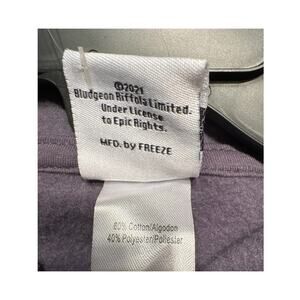 ©2021
Bludgeon Riffola Limited.
Under License
to Epic Rights.
MFD. by FREEZE
60% Cotton/Algodon
40% Polyester/Poliester